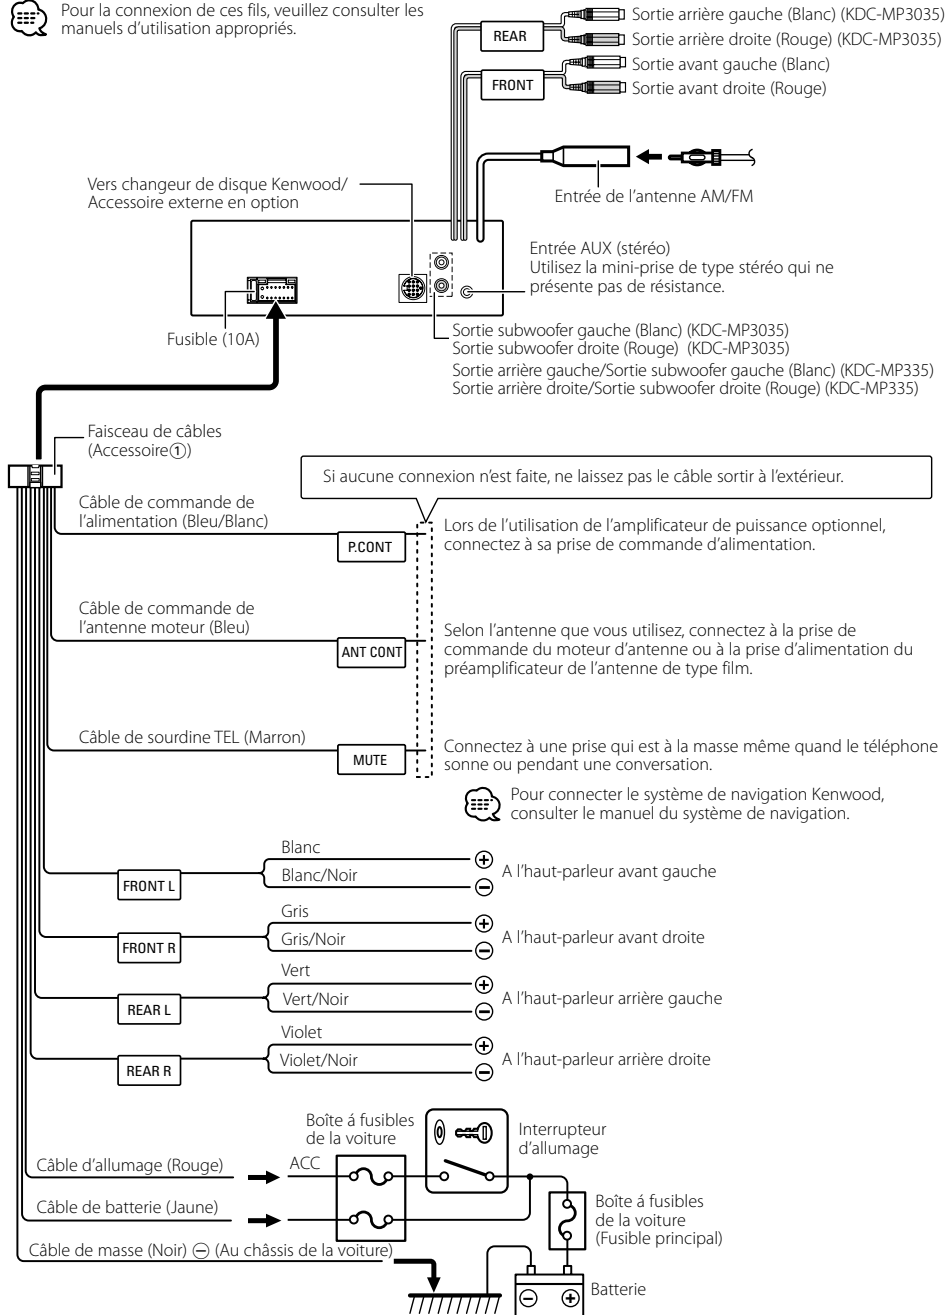 Pour la connexion de ces fils, veuillez consulter les
manuels d'utilisation appropriés.
REAR
Sortie arrière gauche (Blanc) (KDC-MP3035)
Sortie arrière droite (Rouge) (KDC-MP3035)
FRONT
Sortie avant gauche (Blanc)
Sortie avant droite (Rouge)
Entrée de l'antenne AM/FM
Vers changeur de disque Kenwood/
Accessoire externe en option
Entrée AUX (stéréo)
Utilisez la mini-prise de type stéréo qui ne
présente pas de résistance.
Fusible (10A)
Sortie subwoofer gauche (Blanc) (KDC-MP3035)
Sortie subwoofer droite (Rouge) (KDC-MP3035)
Sortie arrière gauche/Sortie subwoofer gauche (Blanc) (KDC-MP335)
Sortie arrière droite/Sortie subwoofer droite (Rouge) (KDC-MP335)
Faisceau de câbles
(Accessoire①)
Si aucune connexion n'est faite, ne laissez pas le câble sortir à l'extérieur.
Câble de commande de
l'alimentation (Bleu/Blanc)
P.CONT
Lors de l'utilisation de l'amplificateur de puissance optionnel,
connectez à sa prise de commande d'alimentation.
Câble de commande de
l'antenne moteur (Bleu)
ANT CONT
Selon l'antenne que vous utilisez, connectez à la prise de
commande du moteur d'antenne ou à la prise d'alimentation du
préamplificateur de l'antenne de type film.
Câble de sourdine TEL (Marron)
MUTE
Connectez à une prise qui est à la masse même quand le téléphone
sonne ou pendant une conversation.
Pour connecter le système de navigation Kenwood,
consulter le manuel du système de navigation.
FRONT L
Blanc
Blanc/Noir
⊕
⊖
A l'haut-parleur avant gauche
FRONT R
Gris
Gris/Noir
⊕
⊖
A l'haut-parleur avant droite
REAR L
Vert
Vert/Noir
⊕
⊖
A l'haut-parleur arrière gauche
REAR R
Violet
Violet/Noir
⊕
⊖
A l'haut-parleur arrière droite
Boîte á fusibles
de la voiture
Interrupteur
d'allumage
Câble d'allumage (Rouge)
ACC
Câble de batterie (Jaune)
Boîte á fusibles
de la voiture
(Fusible principal)
Câble de masse (Noir) ⊖ (Au châssis de la voiture)
Batterie
⊖ ⊕